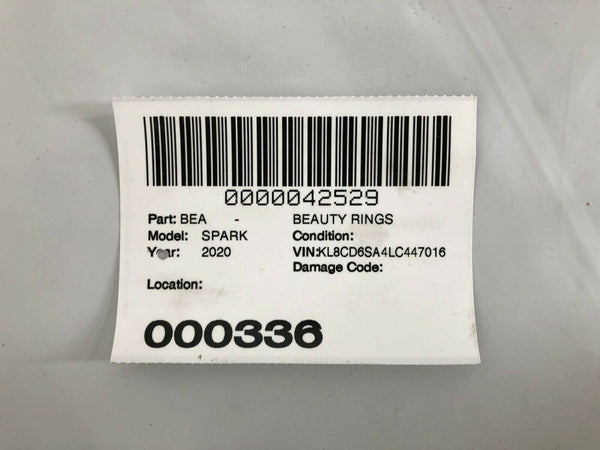 0000042529
Part: BEA - BEAUTY RINGS
Model: SPARK Condition:
Year: 2020 VIN:KL8CD6SA4LC447016
Damage Code:
Location:
000336